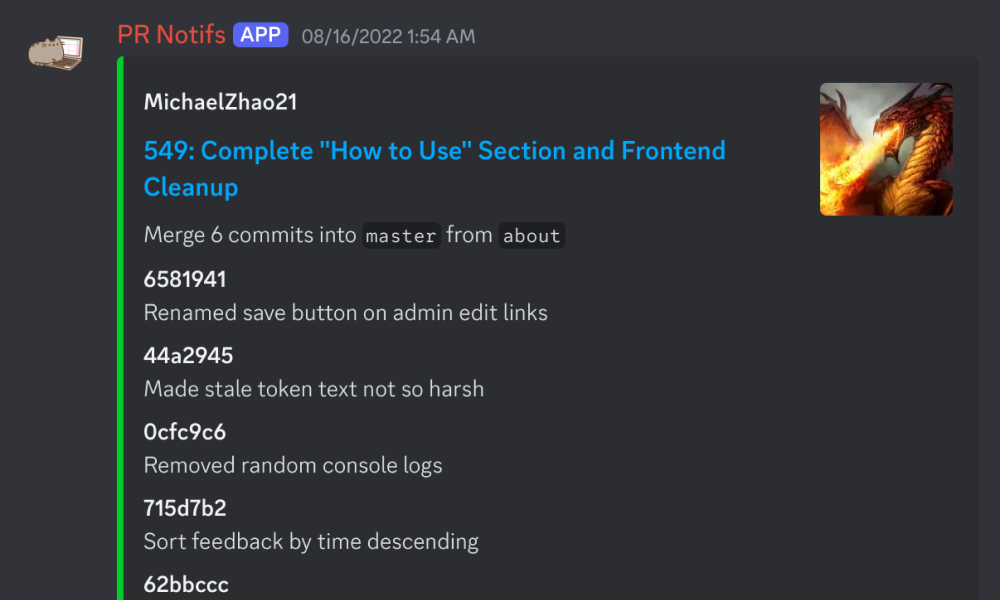 PR Notifs APP 08/16/2022 1:54 AM
MichaelZhao21
549: Complete "How to Use" Section and Frontend
Cleanup
Merge 6 commits into master from about
6581941
Renamed save button on admin edit links
44a2945
Made stale token text not so harsh
0cfc9c6
Removed random console logs
715d7b2
Sort feedback by time descending
62bbccc